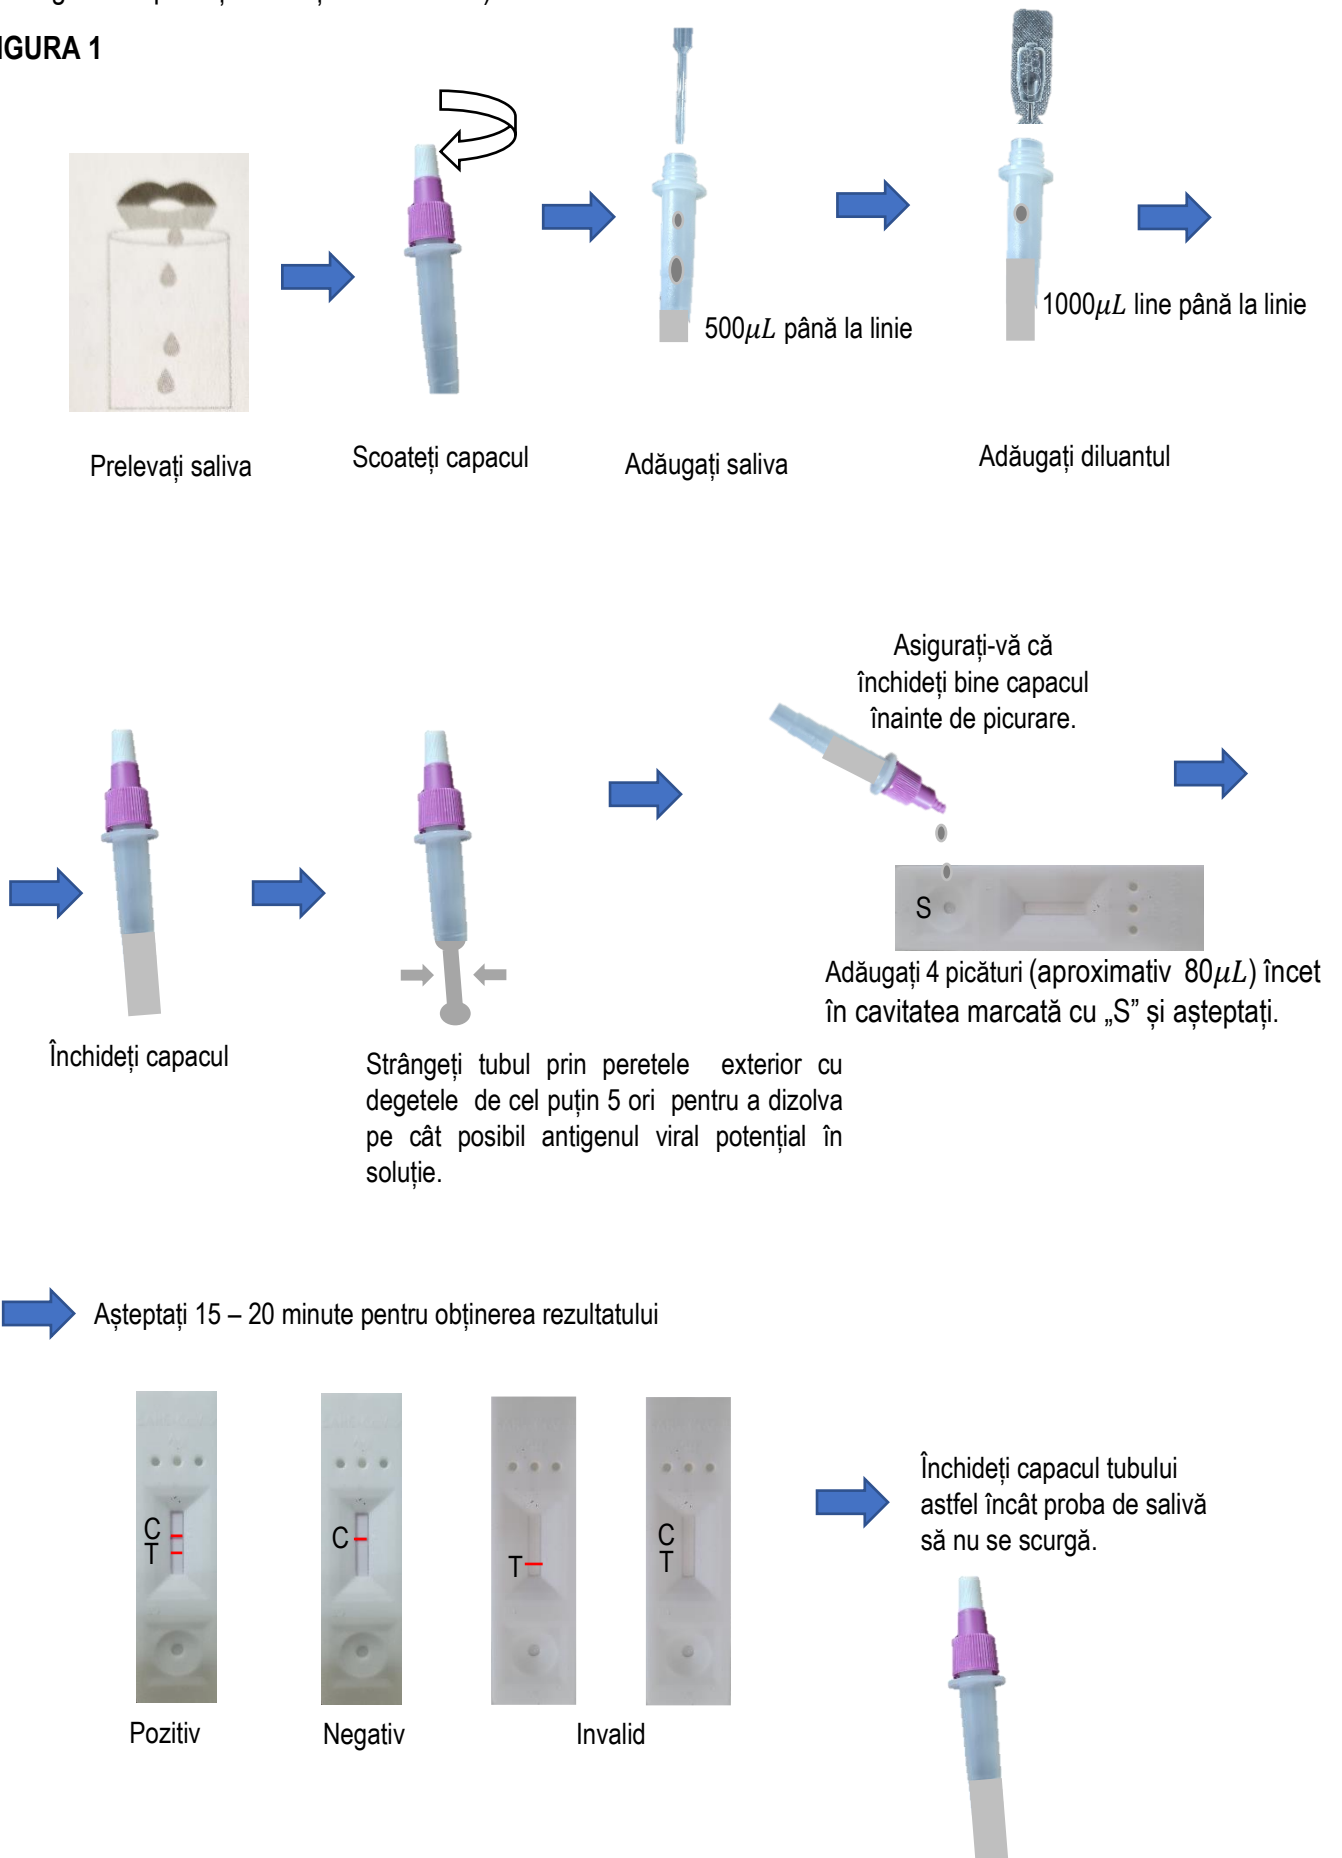 IGURA 1
500μL până la linie
1000μL line până la linie
Prelevați saliva
Scoateți capacul
Adăugați saliva
Adăugați diluantul
Asigurați-vă că
închideți bine capacul
înainte de picurare.
S
Adăugați 4 picături (aproximativ 80μL) încet
în cavitatea marcată cu „S” și așteptați.
Închideți capacul
Strângeți tubul prin peretele exterior cu
degetele de cel puțin 5 ori pentru a dizolva
pe cât posibil antigenul viral potențial în
soluție.
Așteptați 15 – 20 minute pentru obținerea rezultatului
C
T
C
T
C
T
Închideți capacul tubului
astfel încât proba de salivă
să nu se scurgă.
Pozitiv
Negativ
Invalid